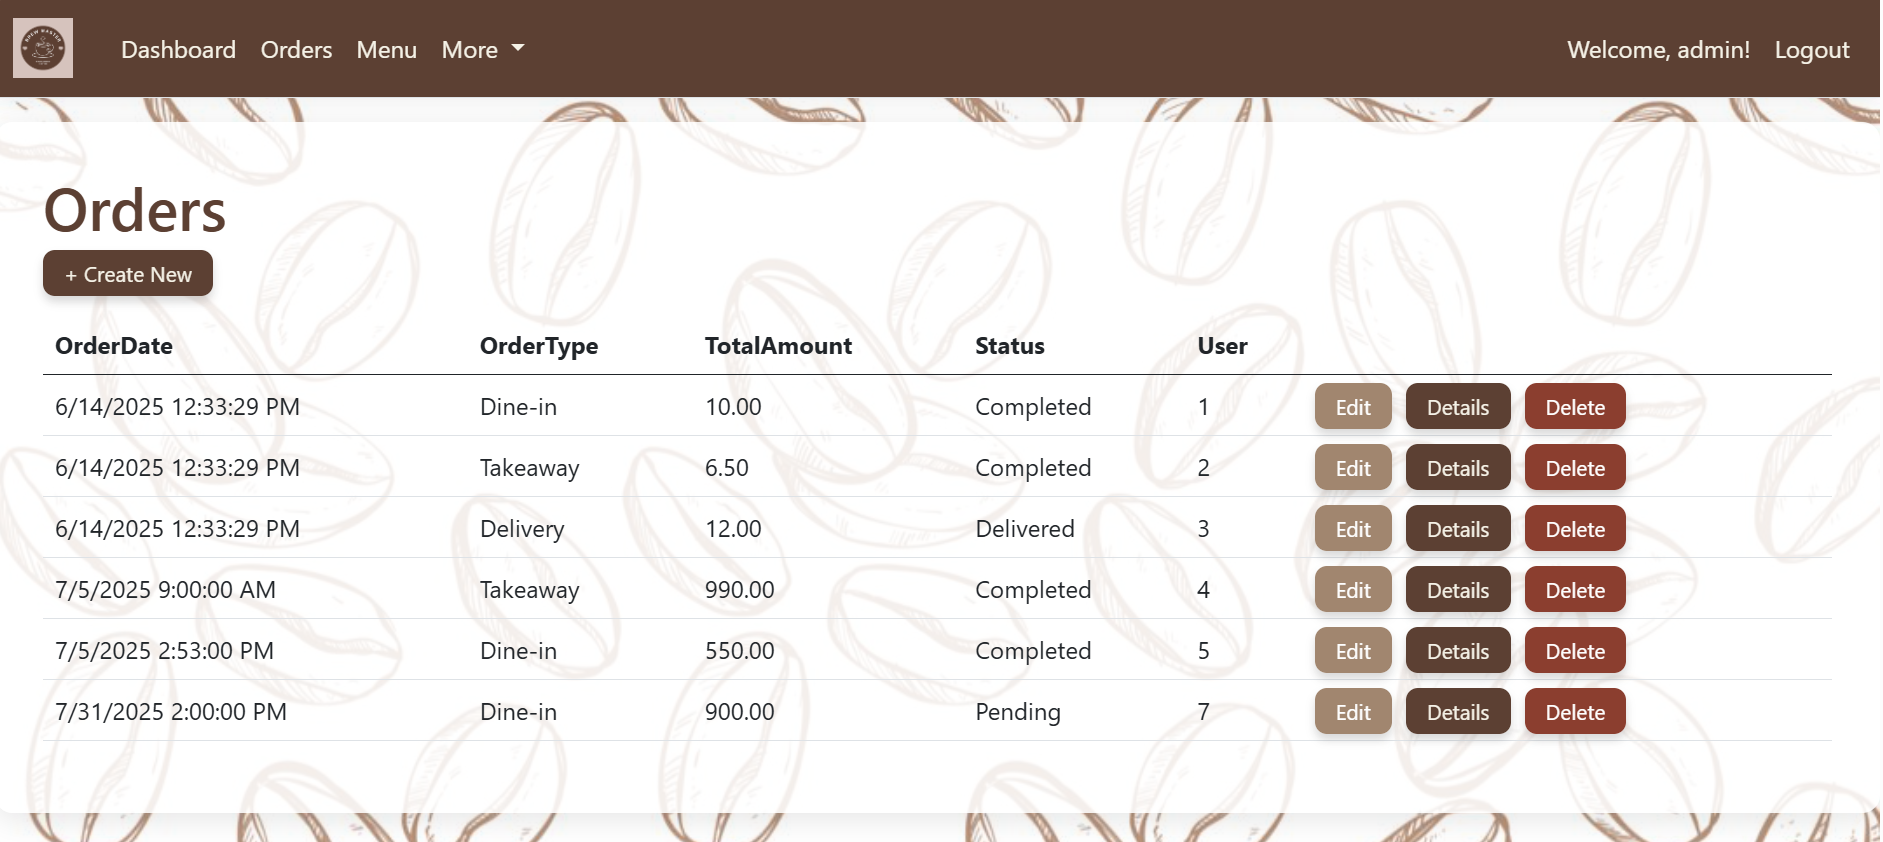 BREW MASTER
Dashboard Orders Menu More Welcome, admin! Logout
Orders
+ Create New
OrderDate OrderType TotalAmount Status User
6/14/2025 12:33:29 PM Dine-in 10.00 Completed 1 Edit Details Delete
6/14/2025 12:33:29 PM Takeaway 6.50 Completed 2 Edit Details Delete
6/14/2025 12:33:29 PM Delivery 12.00 Delivered 3 Edit Details Delete
7/5/2025 9:00:00 AM Takeaway 990.00 Completed 4 Edit Details Delete
7/5/2025 2:53:00 PM Dine-in 550.00 Completed 5 Edit Details Delete
7/31/2025 2:00:00 PM Dine-in 900.00 Pending 7 Edit Details Delete